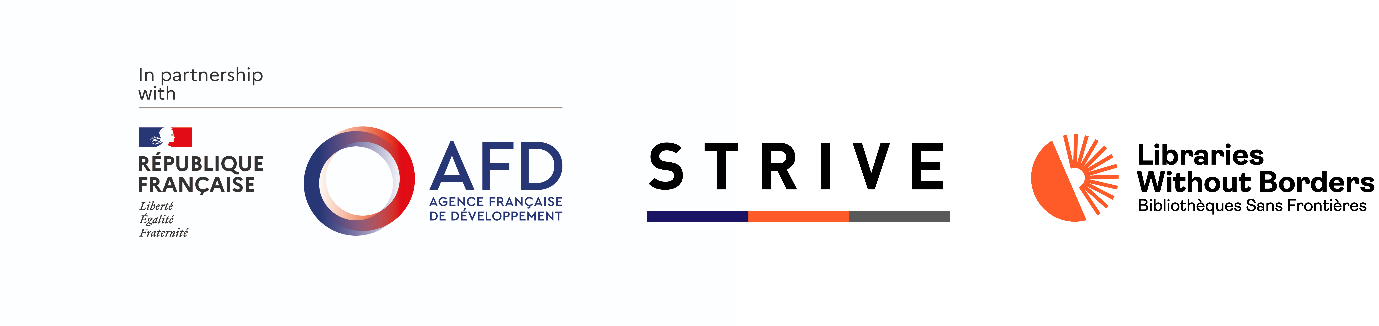 In partnership
with
RÉPUBLIQUE
FRANÇAISE
Liberté
Égalité
Fraternité
AFD
AGENCE FRANÇAISE
DE DÉVELOPPEMENT
STRIVE
Libraries
Without Borders
Bibliothèques Sans Frontières